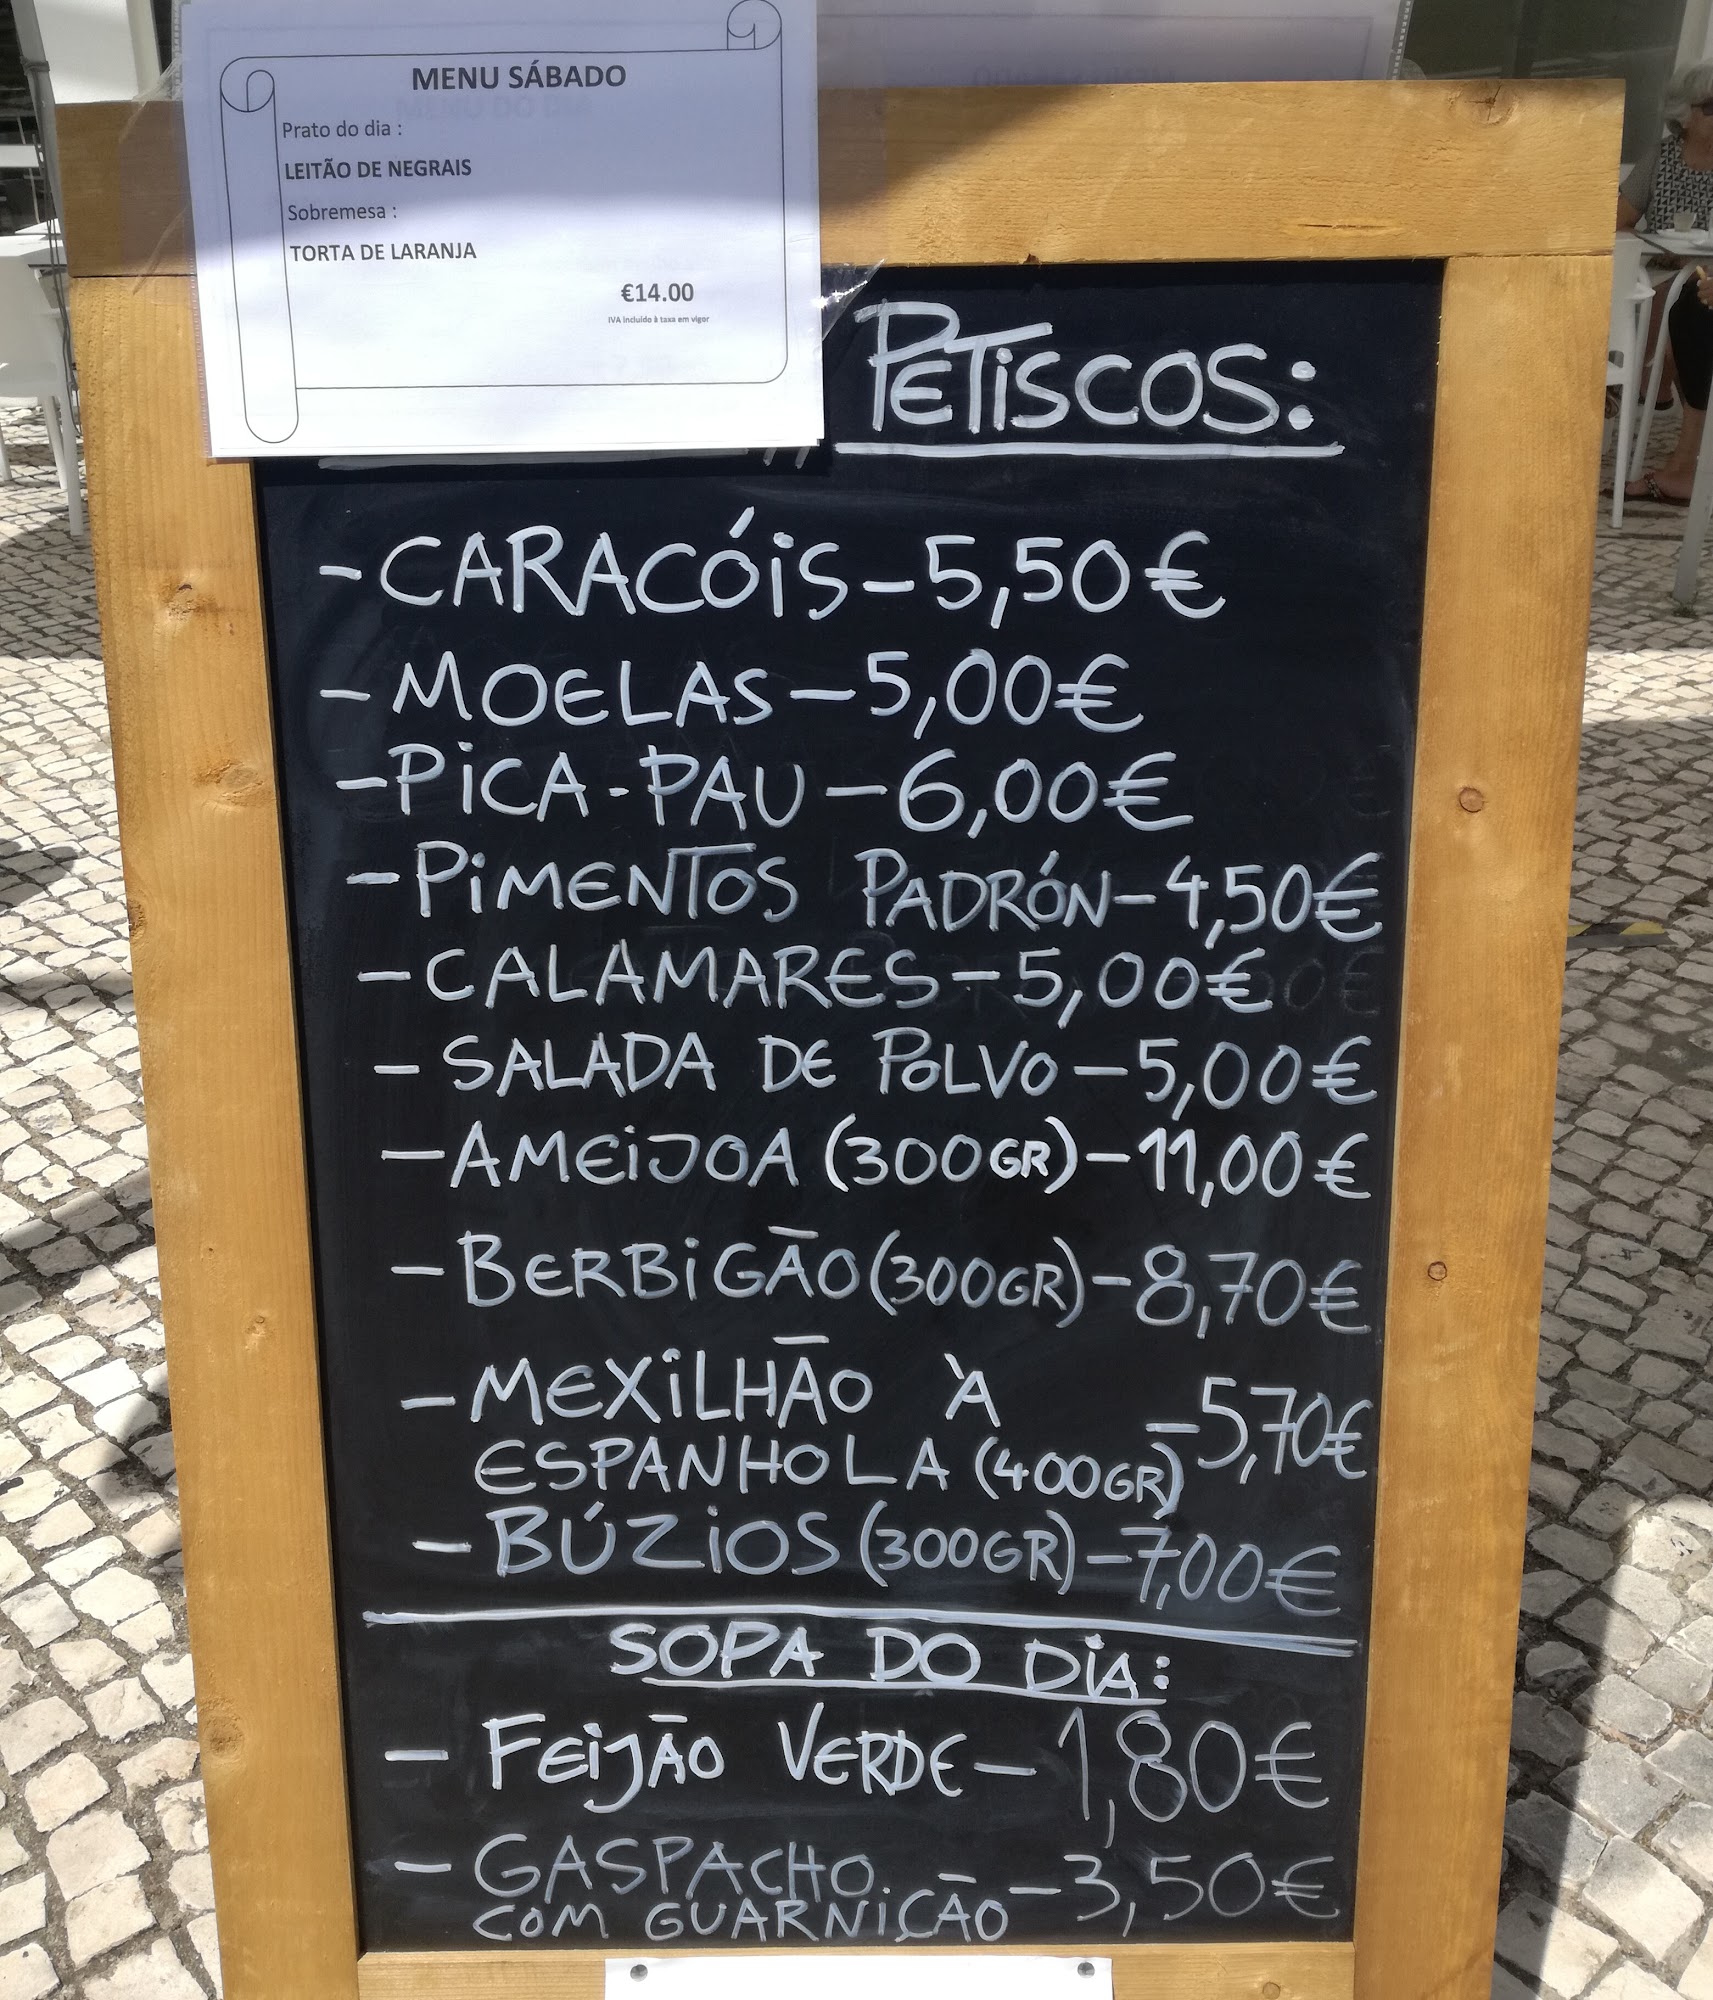 MENU SÁBADO
Prato do dia :
LEITÃO DE NEGRAIS
Sobremesa :
TORTA DE LARANJA
€14.00
IVA incluído à taxa em vigor
PETISCOS:
- CARACÓIS - 5,50€
- MOELAS - 5,00€
- PICA-PAU - 6,00€
- PIMENTOS PADRÓN - 4,50€
- CALAMARES - 5,00€
- SALADA DE POLVO - 5,00€
- AMEIJOA (300GR) - 11,00€
- BERBIGÃO (300GR) - 8,70€
- MEXILHÃO À
ESPANHOLA (400GR) - 5,70€
- BÚZIOS (300GR) - 7,00€
SOPA DO DIA:
- FEIJÃO VERDE - 1,80€
- GASPACHO
COM GUARNIÇÃO - 3,50€